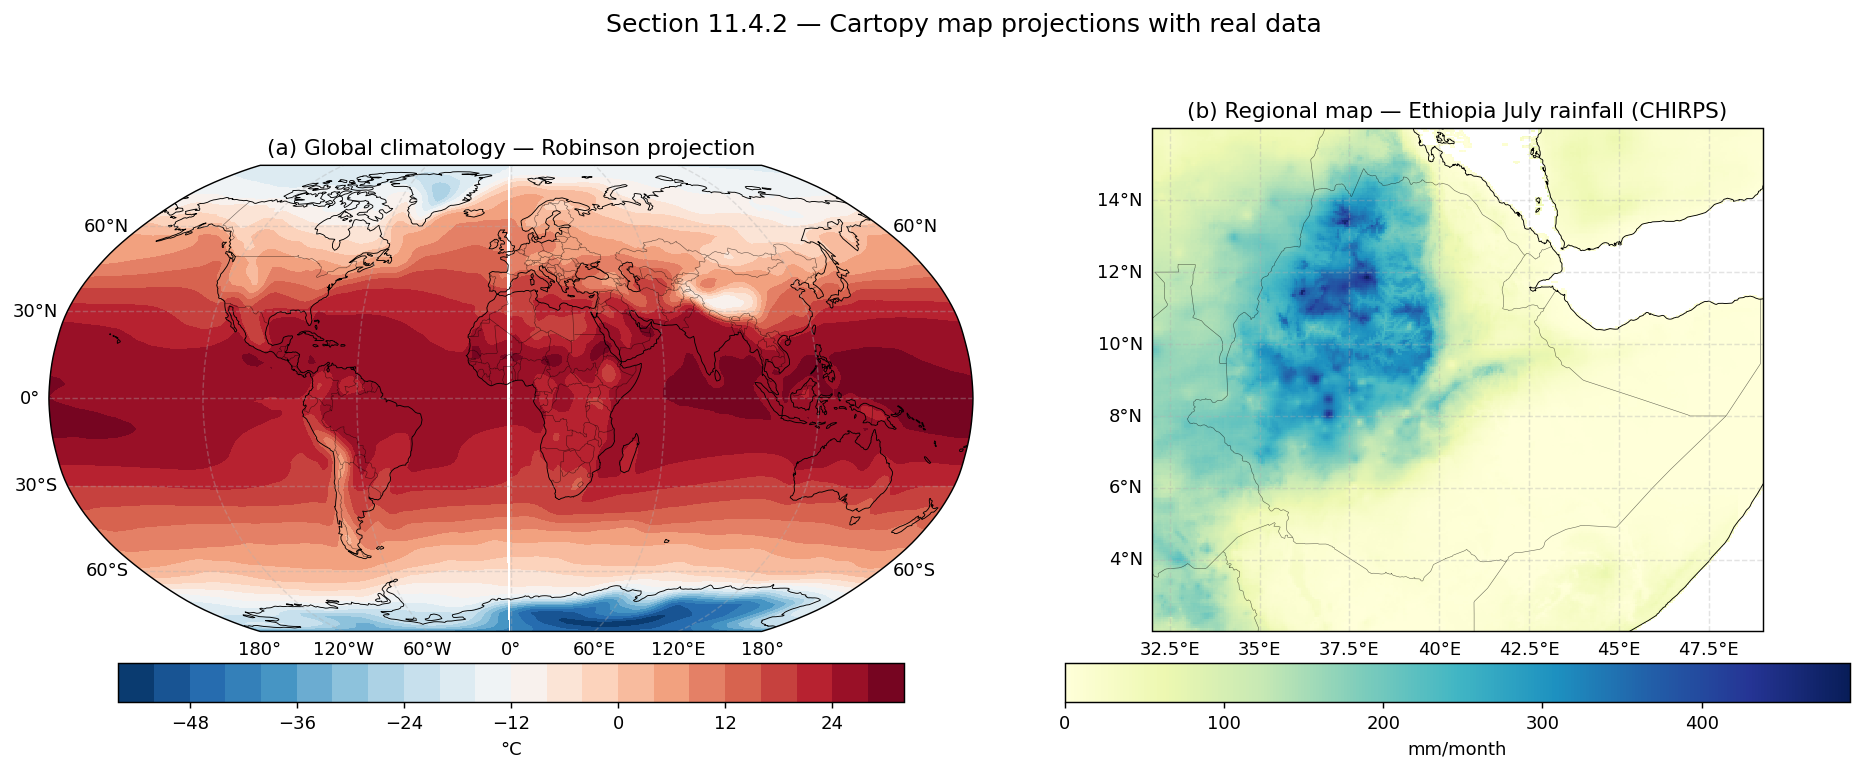 Section 11.4.2 — Cartopy map projections with real data
(a) Global climatology — Robinson projection
60°N 60°N
30°N
0°
30°S
60°S 60°S
180° 120°W 60°W 0° 60°E 120°E 180°
−48 −36 −24 −12 0 12 24
°C
(b) Regional map — Ethiopia July rainfall (CHIRPS)
14°N
12°N
10°N
8°N
6°N
4°N
32.5°E 35°E 37.5°E 40°E 42.5°E 45°E 47.5°E
0 100 200 300 400
mm/month